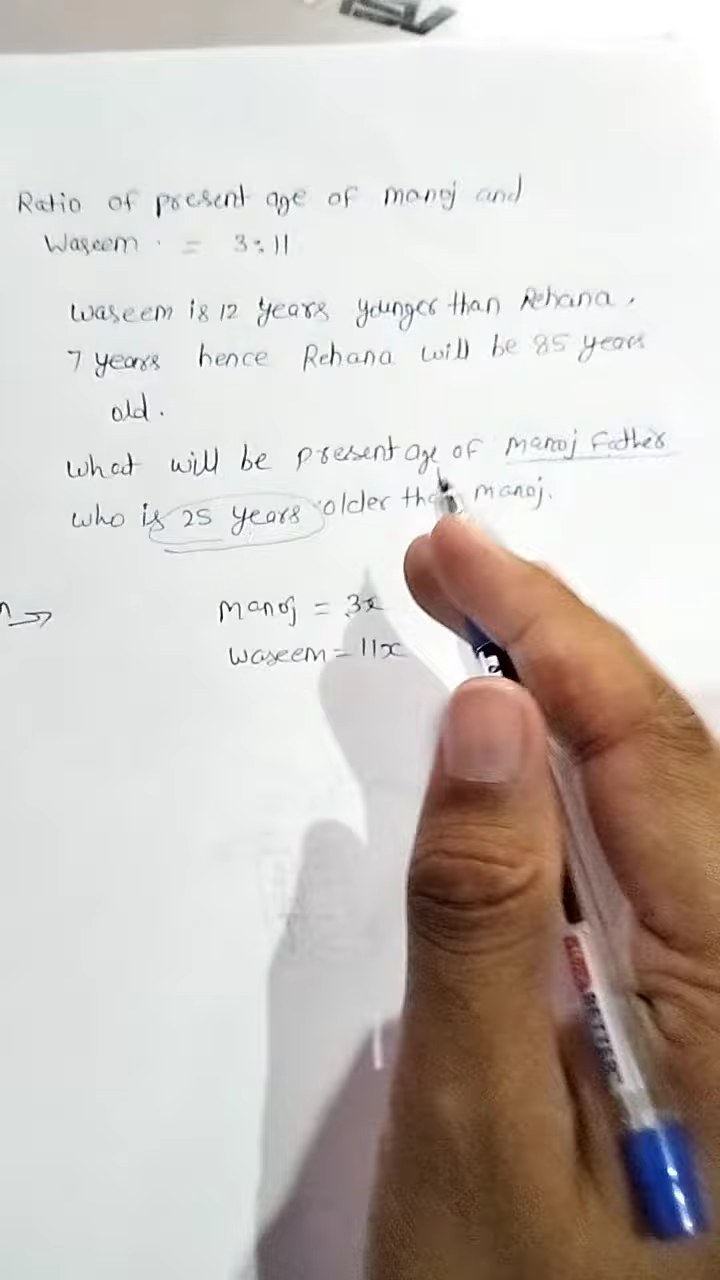 Ratio of present age of manoj and
Waseem = 3:11
Waseem is 12 years younger than Rehana,
7 years hence Rehana will be 85 years
old.
What will be present age of manoj father
who is 25 years older than manoj.
manoj = 3x
waseem = 11x
BETTER